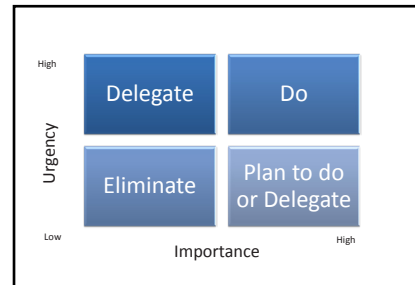 High
Delegate
Do
Urgency
Eliminate
Plan to do
or Delegate
Low
High
Importance